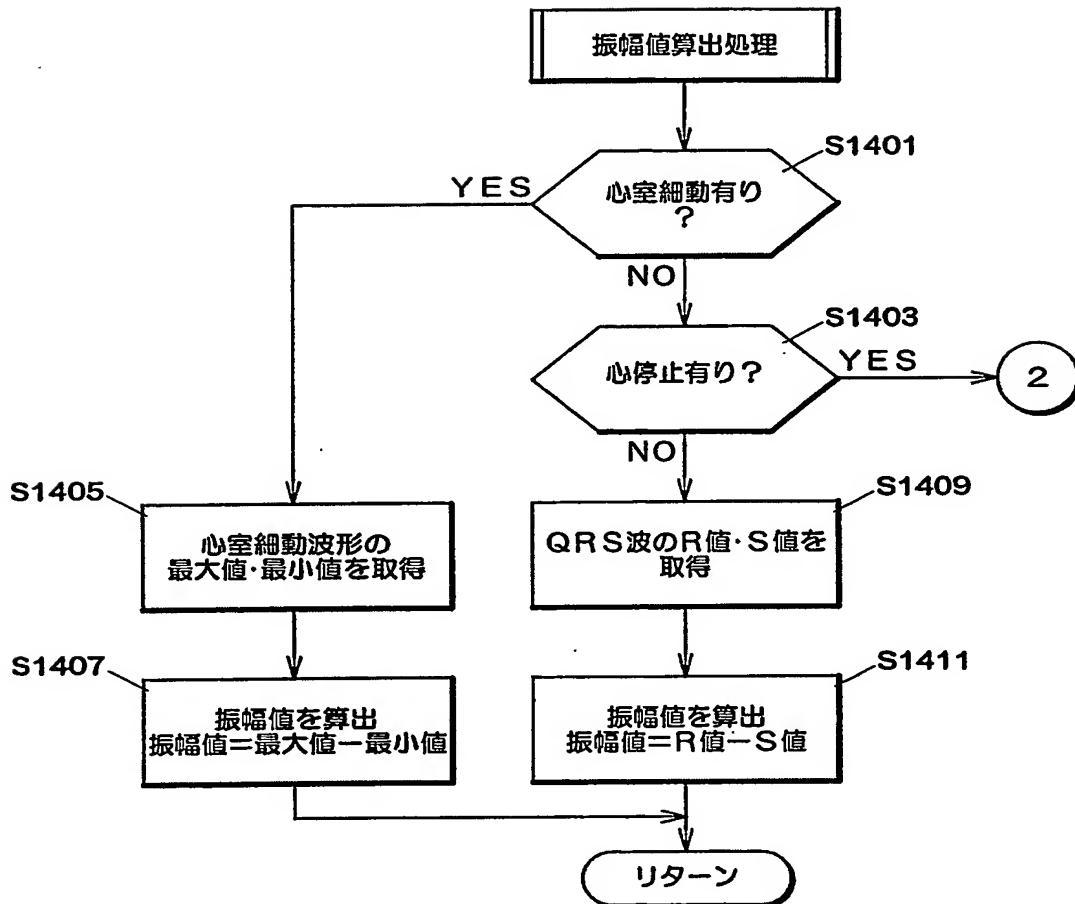 振幅値算出処理
S1401
YES
心室細動有り
?
NO
S1403
心停止有り?
YES
2
NO
S1405
心室細動波形の
最大値・最小値を取得
S1409
QRS波のR値・S値を
取得
S1407
振幅値を算出
振幅値=最大値-最小値
S1411
振幅値を算出
振幅値=R値-S値
リターン